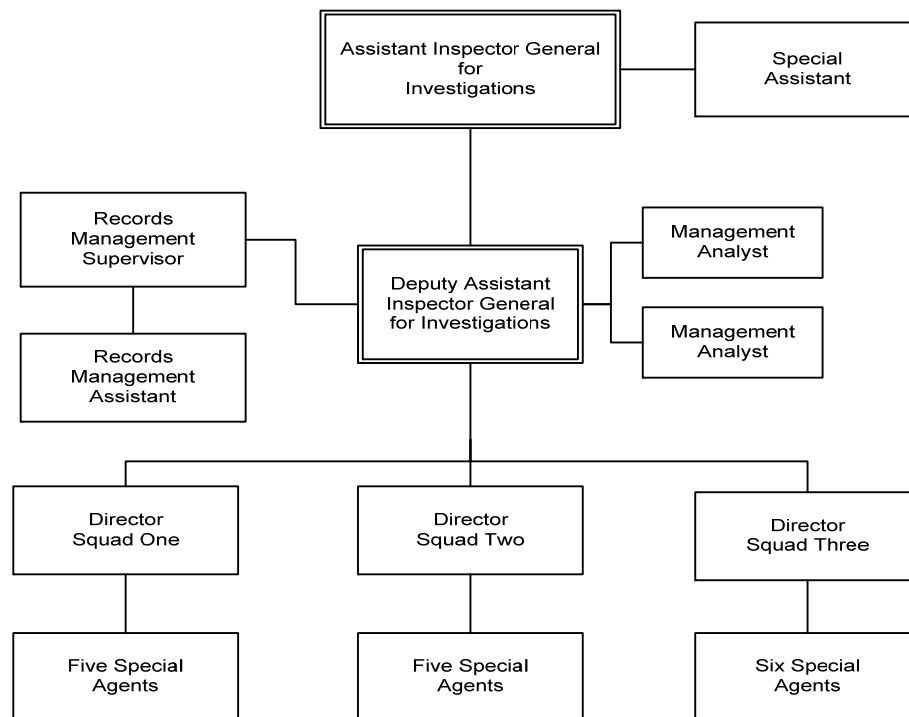 Assistant Inspector General
for
Investigations
Special
Assistant
Records
Management
Supervisor
Deputy Assistant
Inspector General
for Investigations
Management
Analyst
Management
Analyst
Records
Management
Assistant
Director
Squad One
Director
Squad Two
Director
Squad Three
Five Special
Agents
Five Special
Agents
Six Special
Agents